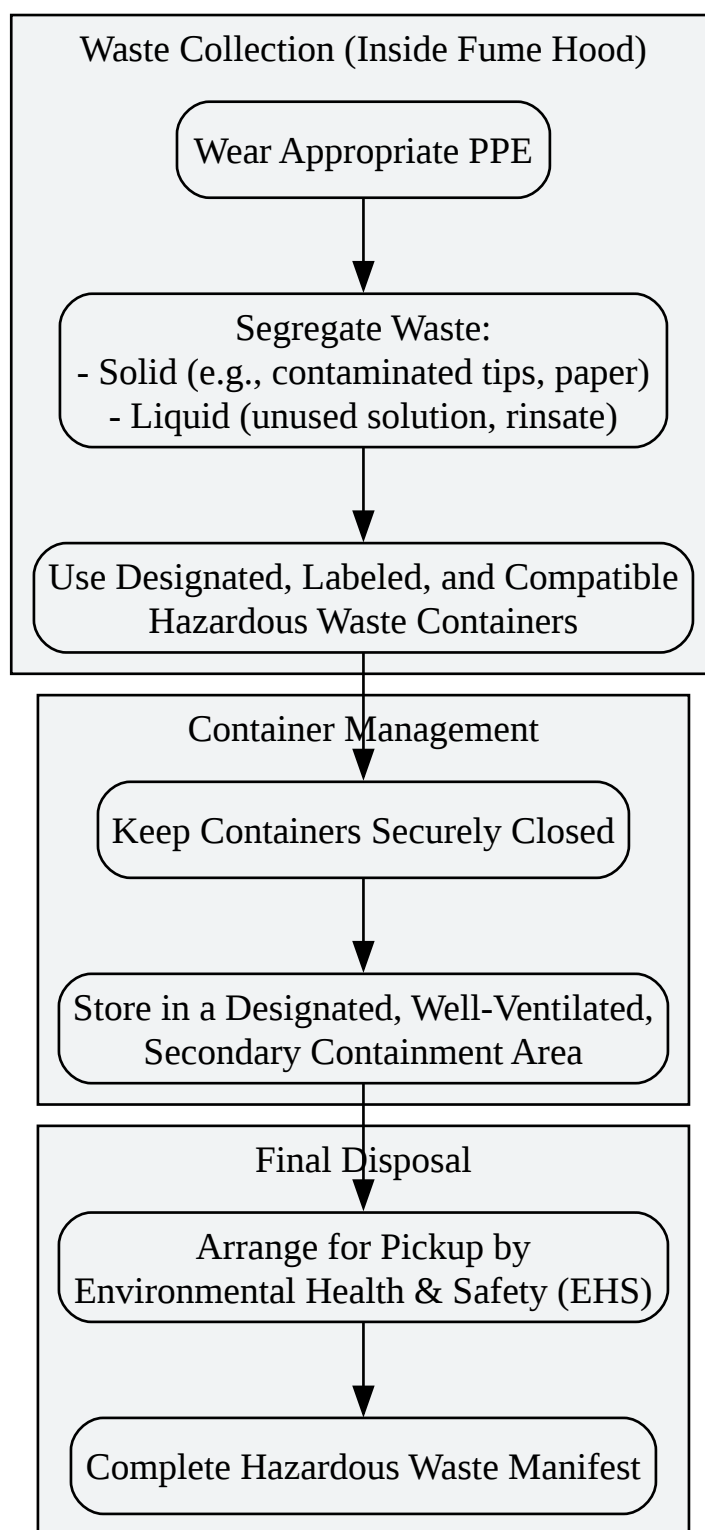 Waste Collection (Inside Fume Hood)
Wear Appropriate PPE
Segregate Waste:
- Solid (e.g., contaminated tips, paper)
- Liquid (unused solution, rinsate)
Use Designated, Labeled, and Compatible
Hazardous Waste Containers
Container Management
Keep Containers Securely Closed
Store in a Designated, Well-Ventilated,
Secondary Containment Area
Final Disposal
Arrange for Pickup by
Environmental Health & Safety (EHS)
Complete Hazardous Waste Manifest